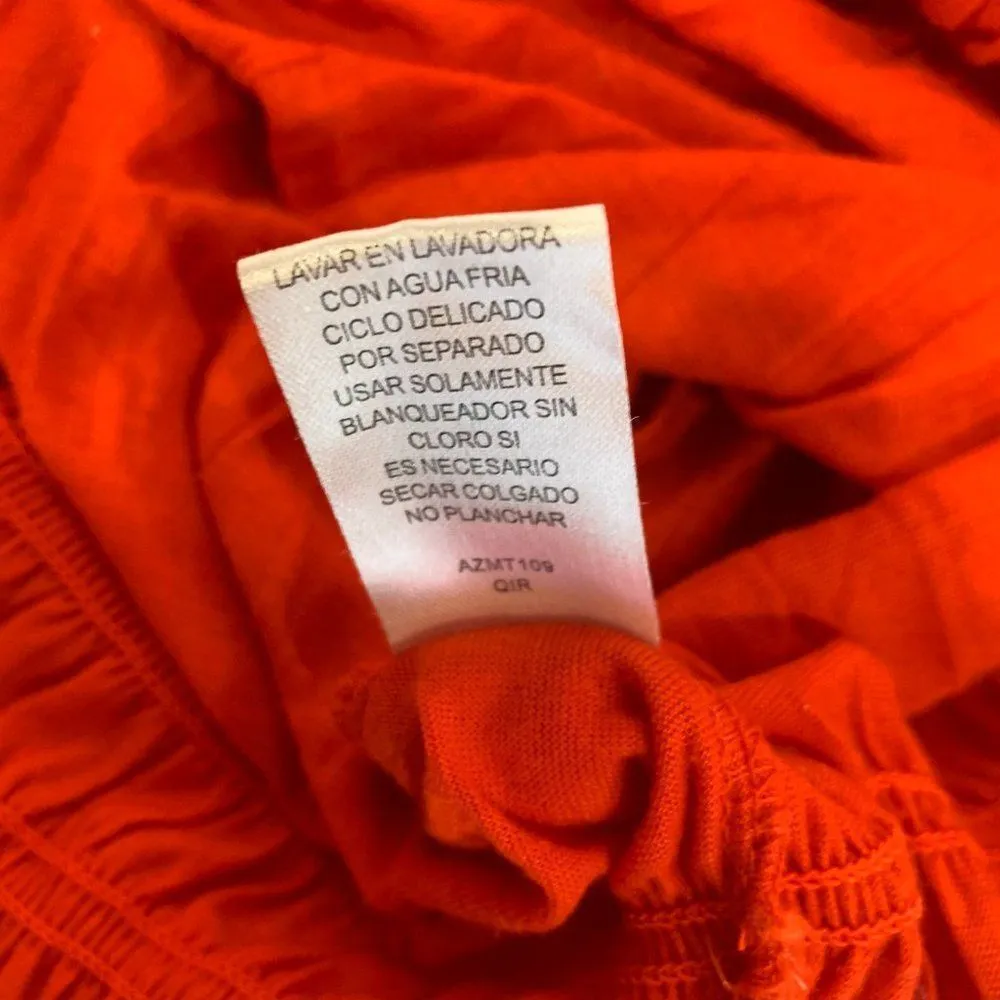 LAVAR EN LAVADORA
CON AGUA FRIA
CICLO DELICADO
POR SEPARADO
USAR SOLAMENTE
BLANQUEADOR SIN
CLORO SI
ES NECESARIO
SECAR COLGADO
NO PLANCHAR
AZMT109
QIR